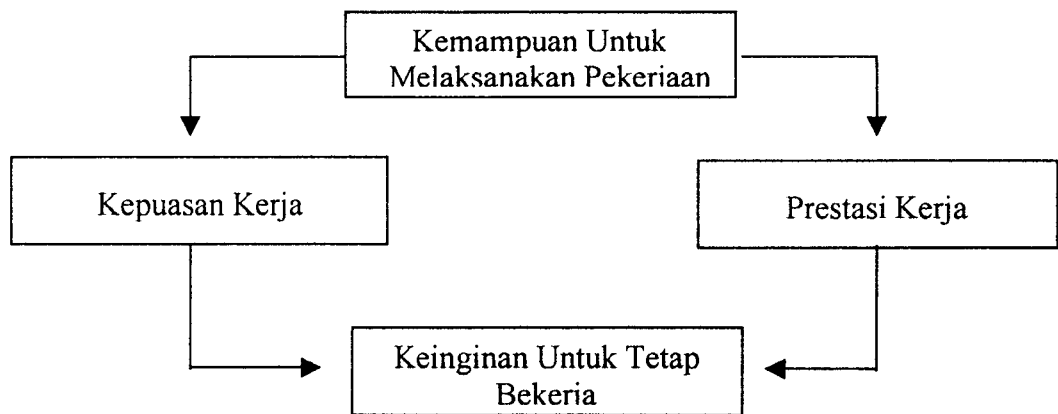 Kemampuan Untuk
Melaksanakan Pekeriaan
Kepuasan Kerja
Prestasi Kerja
Keinginan Untuk Tetap
Bekeria